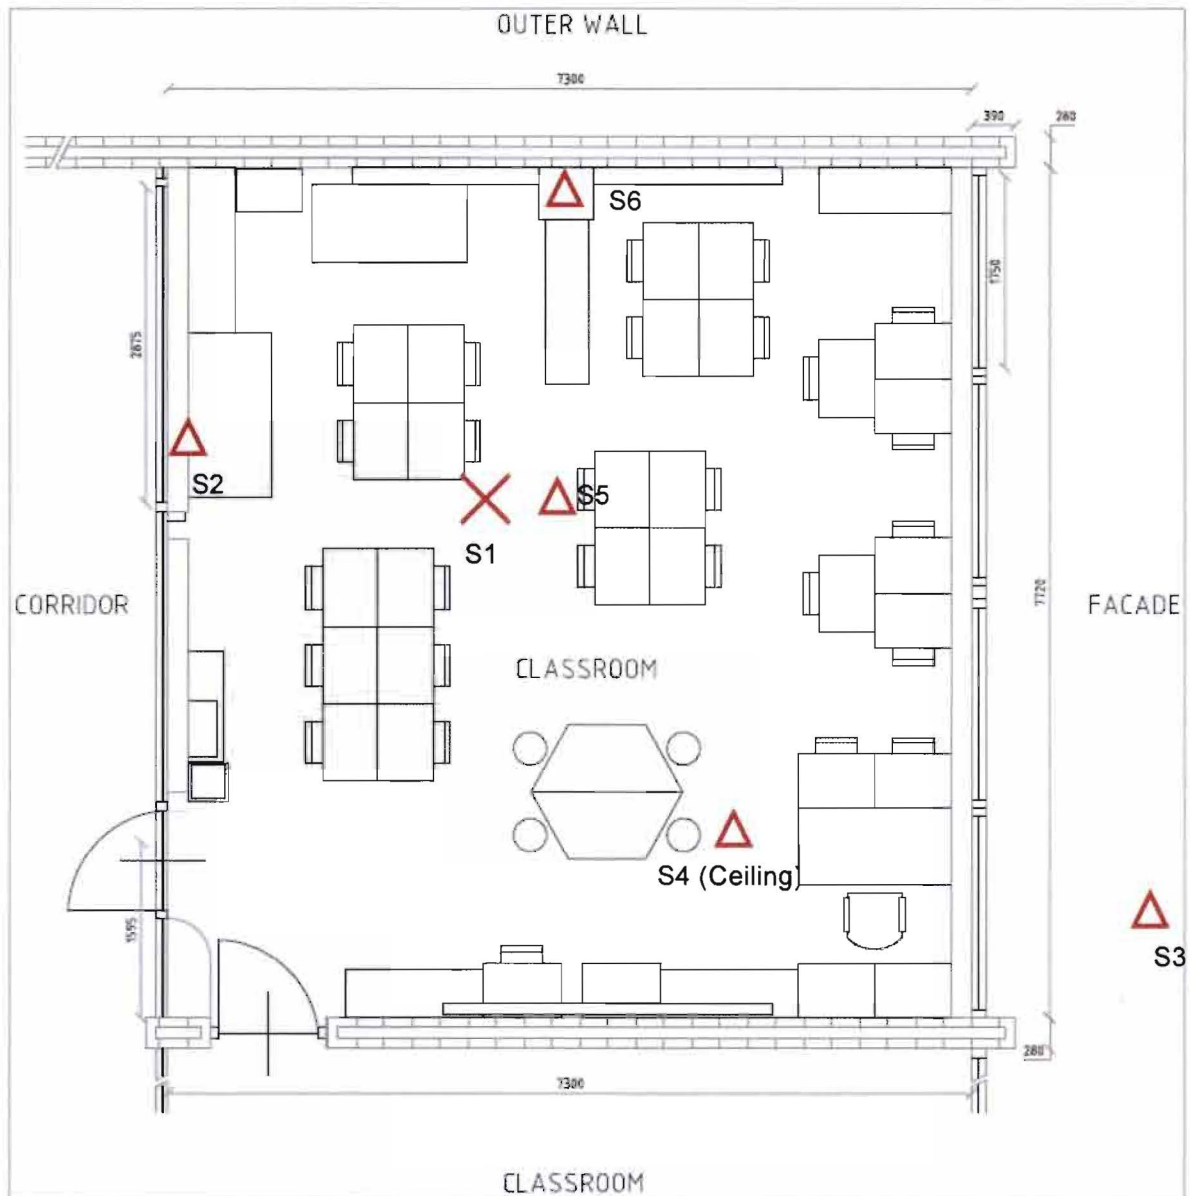 OUTER WALL
7300
390
280
S6
1750
2875
S2
S5
S1
CORRIDOR
7720
FACADE
CLASSROOM
S4 (Ceiling)
1595
S3
280
7300
CLASSROOM